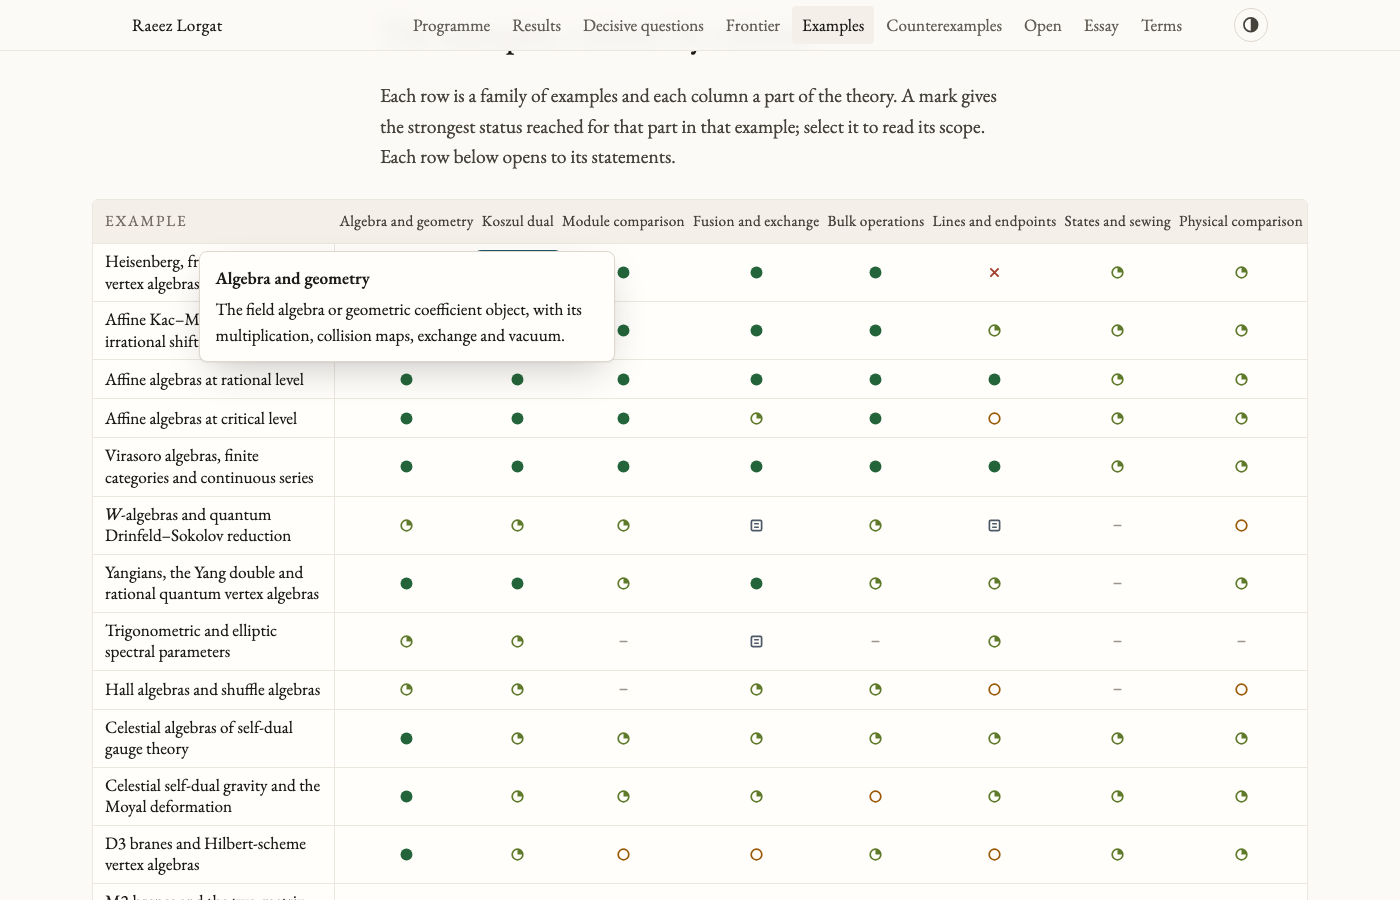 Raeez Lorgat
Programme Results Decisive questions Frontier Examples Counterexamples Open Essay Terms
Each row is a family of examples and each column a part of the theory. A mark gives
the strongest status reached for that part in that example; select it to read its scope.
Each row below opens to its statements.
EXAMPLE Algebra and geometry Koszul dual Module comparison Fusion and exchange Bulk operations Lines and endpoints States and sewing Physical comparison
Heisenberg, fr
vertex algebras
Algebra and geometry
The field algebra or geometric coefficient object, with its
multiplication, collision maps, exchange and vacuum.
Affine Kac–M
irrational shift
Affine algebras at rational level
Affine algebras at critical level
Virasoro algebras, finite
categories and continuous series
W-algebras and quantum
Drinfeld–Sokolov reduction
Yangians, the Yang double and
rational quantum vertex algebras
Trigonometric and elliptic
spectral parameters
Hall algebras and shuffle algebras
Celestial algebras of self-dual
gauge theory
Celestial self-dual gravity and the
Moyal deformation
D3 branes and Hilbert-scheme
vertex algebras